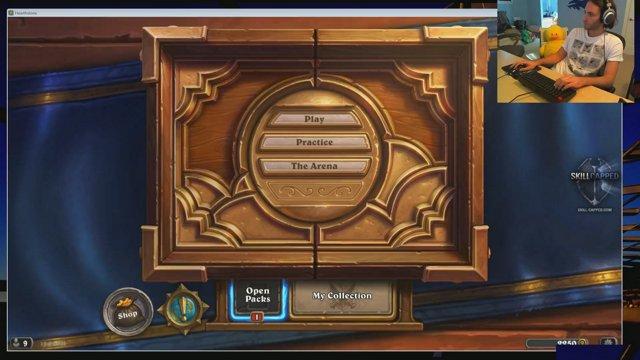 Hearthstone
Play
Practice
The Arena
SKILLCAPPED
SKILL-CAPPED.COM
Open
Packs
My Collection
Shop
1
9